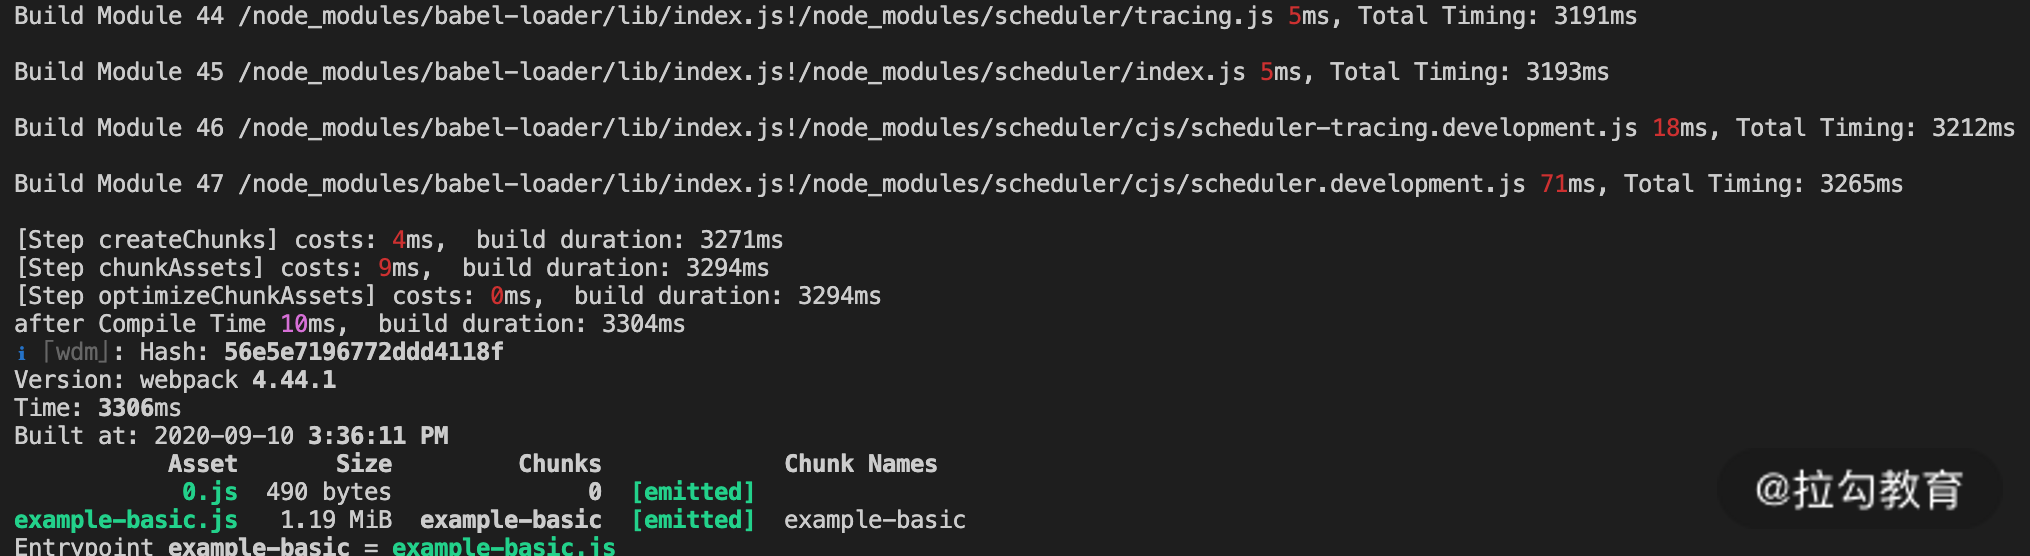 Build Module 44 /node_modules/babel-loader/lib/index.js!/node_modules/scheduler/tracing.js 5ms, Total Timing: 3191ms
Build Module 45 /node_modules/babel-loader/lib/index.js!/node_modules/scheduler/index.js 5ms, Total Timing: 3193ms
Build Module 46 /node_modules/babel-loader/lib/index.js!/node_modules/scheduler/cjs/scheduler-tracing.development.js 18ms, Total Timing: 3212ms
Build Module 47 /node_modules/babel-loader/lib/index.js!/node_modules/scheduler/cjs/scheduler.development.js 71ms, Total Timing: 3265ms
[Step createChunks] costs: 4ms,  build duration: 3271ms
[Step chunkAssets] costs: 9ms,  build duration: 3294ms
[Step optimizeChunkAssets] costs: 0ms,  build duration: 3294ms
after Compile Time 10ms,  build duration: 3304ms
ℹ ｢wdm｣: Hash: 56e5e7196772ddd4118f
Version: webpack 4.44.1
Time: 3306ms
Built at: 2020-09-10 3:36:11 PM
Asset Size Chunks Chunk Names
0.js 490 bytes 0 [emitted]
example-basic.js 1.19 MiB example-basic [emitted] example-basic
Entrypoint example-basic = example-basic.js
@拉勾教育